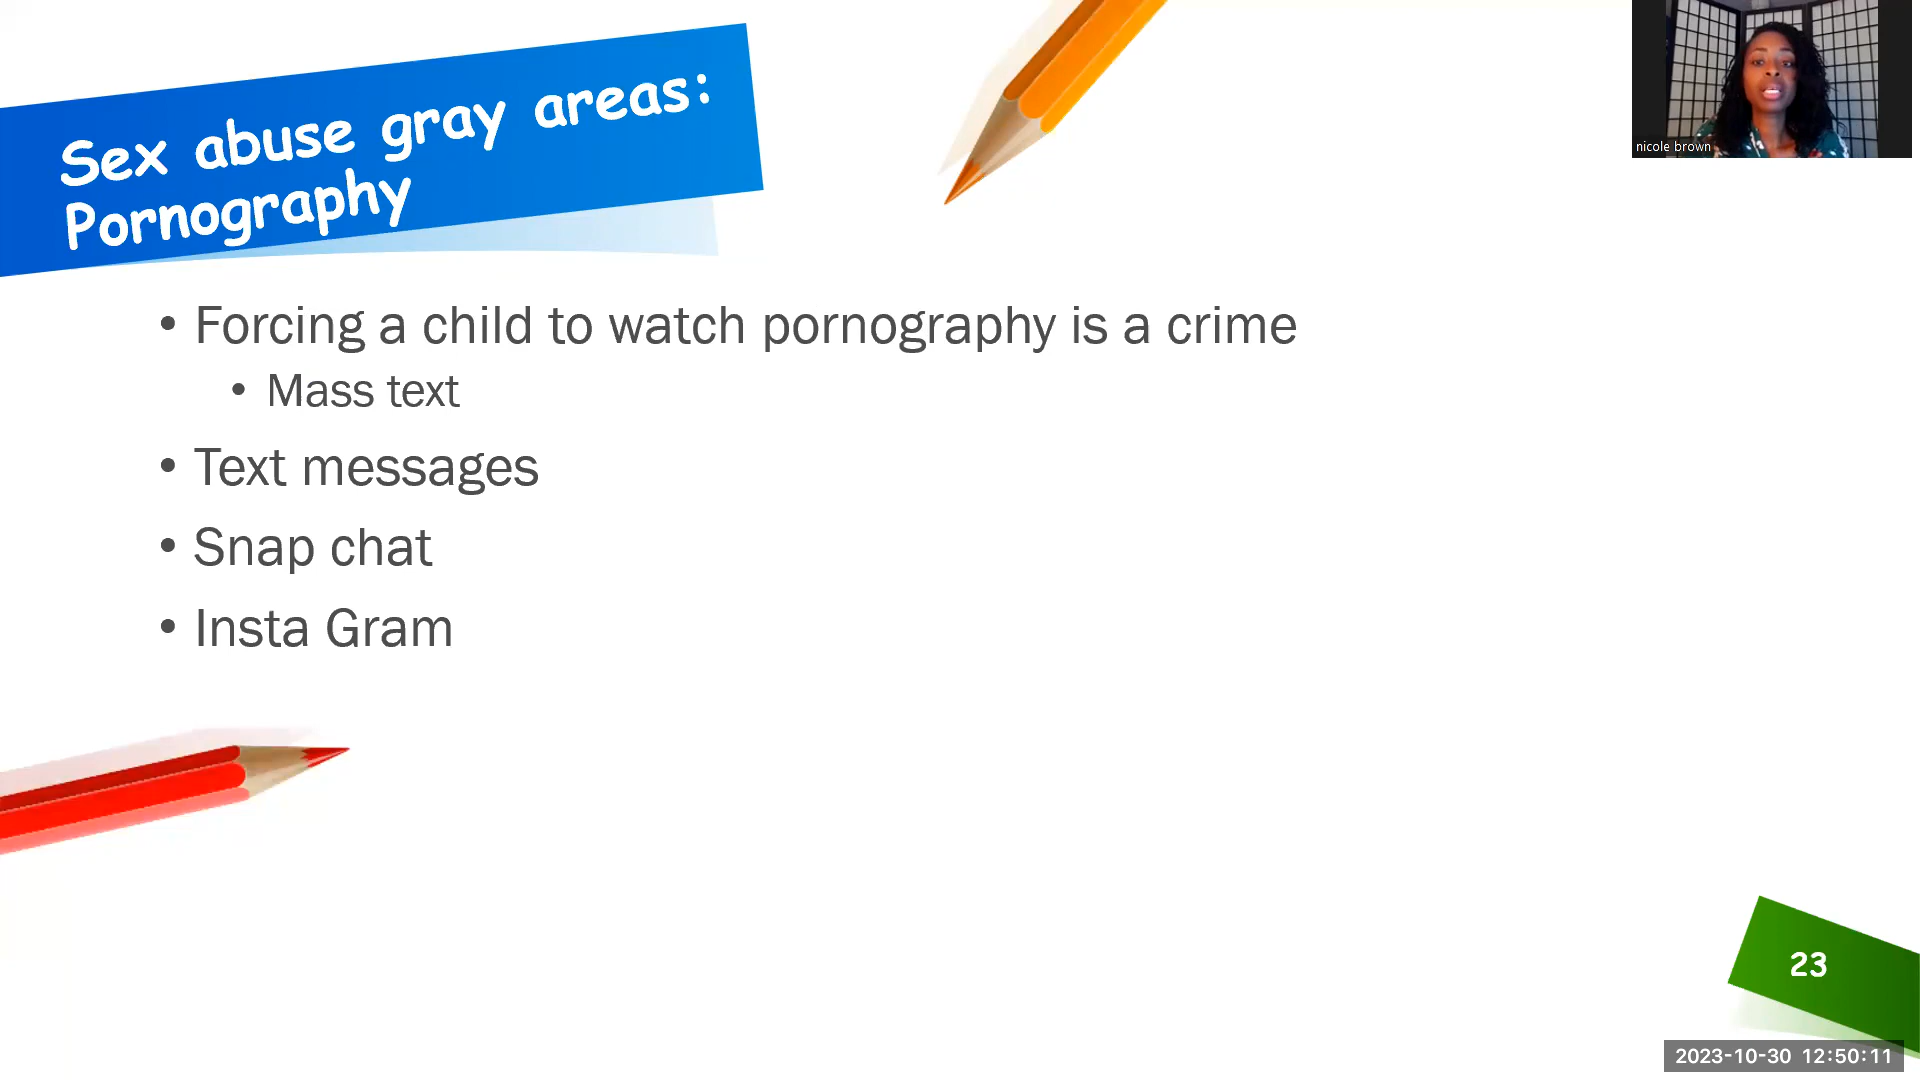 Sex abuse gray areas:
Pornography
nicole brown
• Forcing a child to watch pornography is a crime
• Mass text
• Text messages
• Snap chat
• Insta Gram
23
2023-10-30 12:50:11